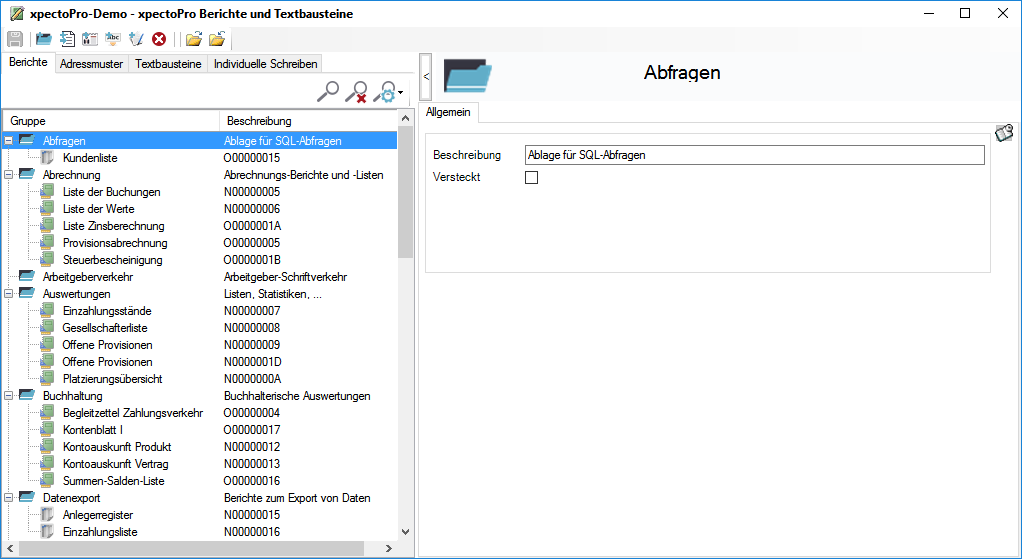 xpectoPro-Demo - xpectoPro Berichte und Textbausteine
Abc
Berichte Adressmuster Textbausteine Individuelle Schreiben
<
Abfragen
Allgemein
Beschreibung Ablage für SQL-Abfragen
Versteckt
Gruppe Beschreibung
Abfragen Ablage für SQL-Abfragen
Kundenliste O00000015
Abrechnung Abrechnungs-Berichte und -Listen
Liste der Buchungen N00000005
Liste der Werte N00000006
Liste Zinsberechnung O0000001A
Provisionsabrechnung O00000005
Steuerbescheinigung O0000001B
Arbeitgeberverkehr Arbeitgeber-Schriftverkehr
Auswertungen Listen, Statistiken, ...
Einzahlungsstände N00000007
Gesellschafterliste N00000008
Offene Provisionen N00000009
Offene Provisionen N0000001D
Platzierungsübersicht N0000000A
Buchhaltung Buchhalterische Auswertungen
Begleitzettel Zahlungsverkehr O00000004
Kontenblatt I O00000017
Kontoauskunft Produkt N00000012
Kontoauskunft Vertrag N00000013
Summen-Salden-Liste O00000016
Datenexport Berichte zum Export von Daten
Anlegerregister N00000015
Einzahlungsliste N00000016